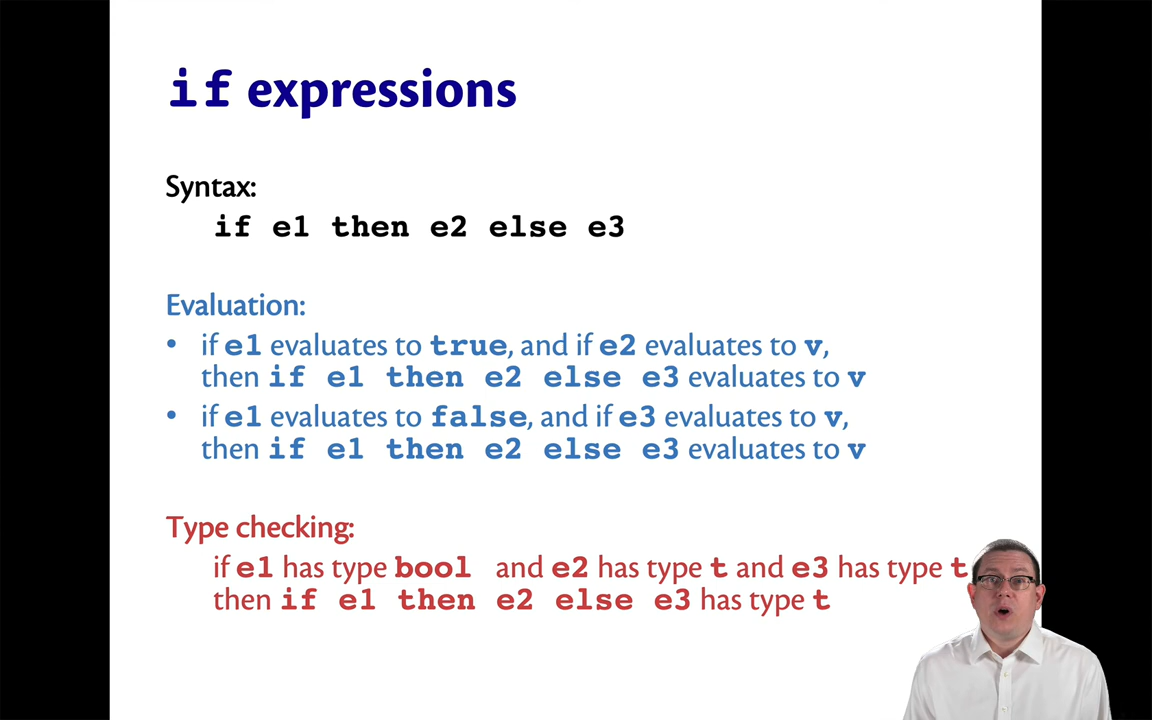 if expressions
Syntax:
if e1 then e2 else e3
Evaluation:
• if e1 evaluates to true, and if e2 evaluates to v,
then if e1 then e2 else e3 evaluates to v
• if e1 evaluates to false, and if e3 evaluates to v,
then if e1 then e2 else e3 evaluates to v
Type checking:
if e1 has type bool and e2 has type t and e3 has type t
then if e1 then e2 else e3 has type t